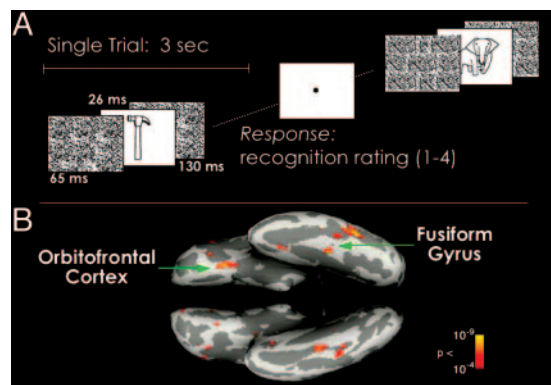 A
Single Trial: 3 sec
26 ms
65 ms
130 ms
Response:
recognition rating (1-4)
B
Orbitofrontal
Cortex
Fusiform
Gyrus
10-9
p <
10-4